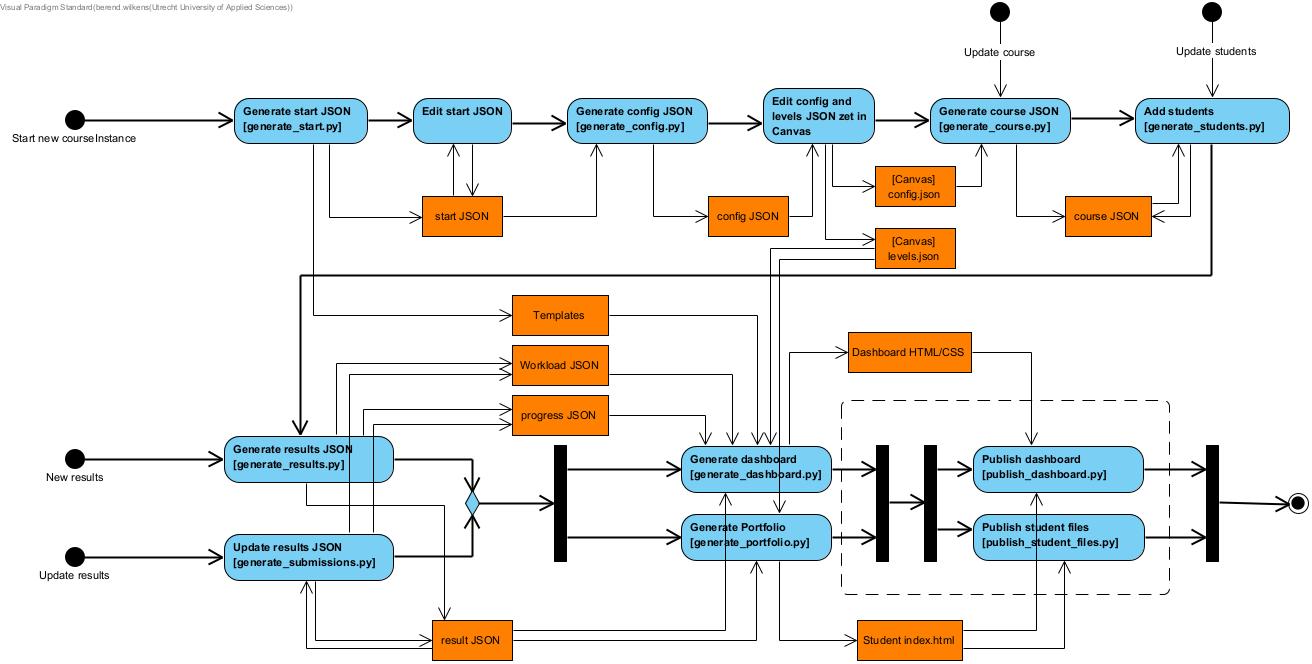 Visual Paradigm Standard(berend.wilkens(Utrecht University of Applied Sciences))
Update course
Update students
Start new courseInstance
Generate start JSON
[generate_start.py]
Edit start JSON
Generate config JSON
[generate_config.py]
Edit config and
levels JSON zet in
Canvas
Generate course JSON
[generate_course.py]
Add students
[generate_students.py]
start JSON
config JSON
[Canvas]
config.json
course JSON
[Canvas]
levels.json
Templates
Workload JSON
progress JSON
Dashboard HTML/CSS
New results
Generate results JSON
[generate_results.py]
Generate dashboard
[generate_dashboard.py]
Publish dashboard
[publish_dashboard.py]
Update results
Update results JSON
[generate_submissions.py]
Generate Portfolio
[generate_portfolio.py]
Publish student files
[publish_student_files.py]
result JSON
Student index.html